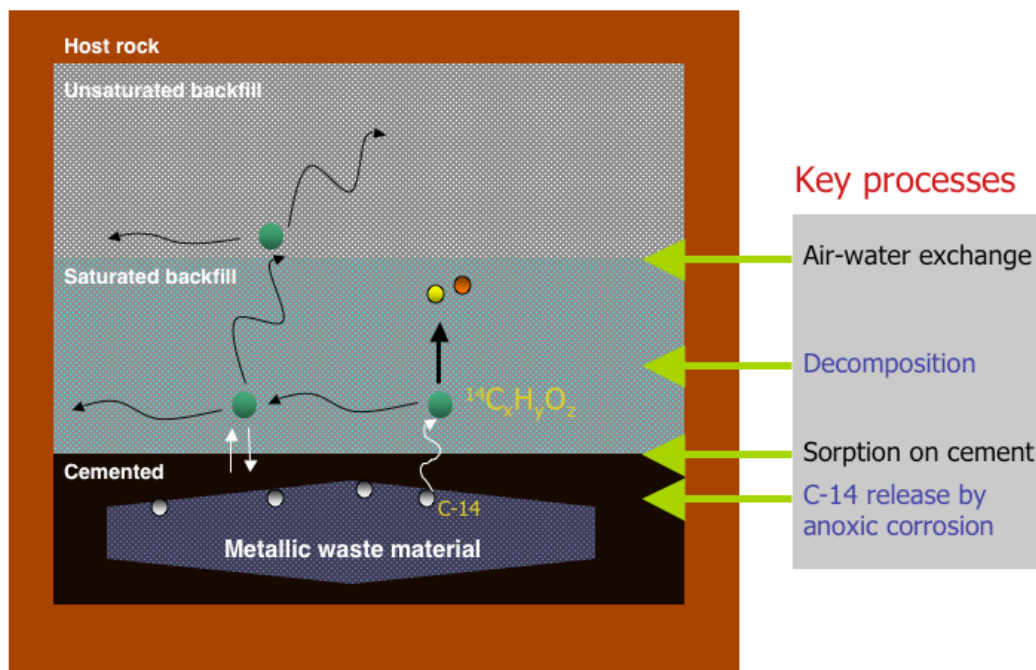 Host rock
Unsaturated backfill
Saturated backfill
¹⁴CₓHᵧO_z
Cemented
C-14
Metallic waste material
Key processes
Air-water exchange
Decomposition
Sorption on cement
C-14 release by
anoxic corrosion